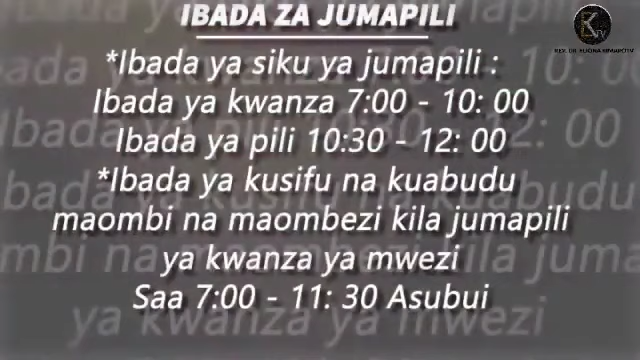 IBADA ZA JUMAPILI
*Ibada ya siku ya jumapili :
Ibada ya kwanza 7:00 - 10: 00
Ibada ya pili 10:30 - 12: 00
*Ibada ya kusifu na kuabudu
maombi na maombezi kila jumapili
ya kwanza ya mwezi
Saa 7:00 - 11: 30 Asubui